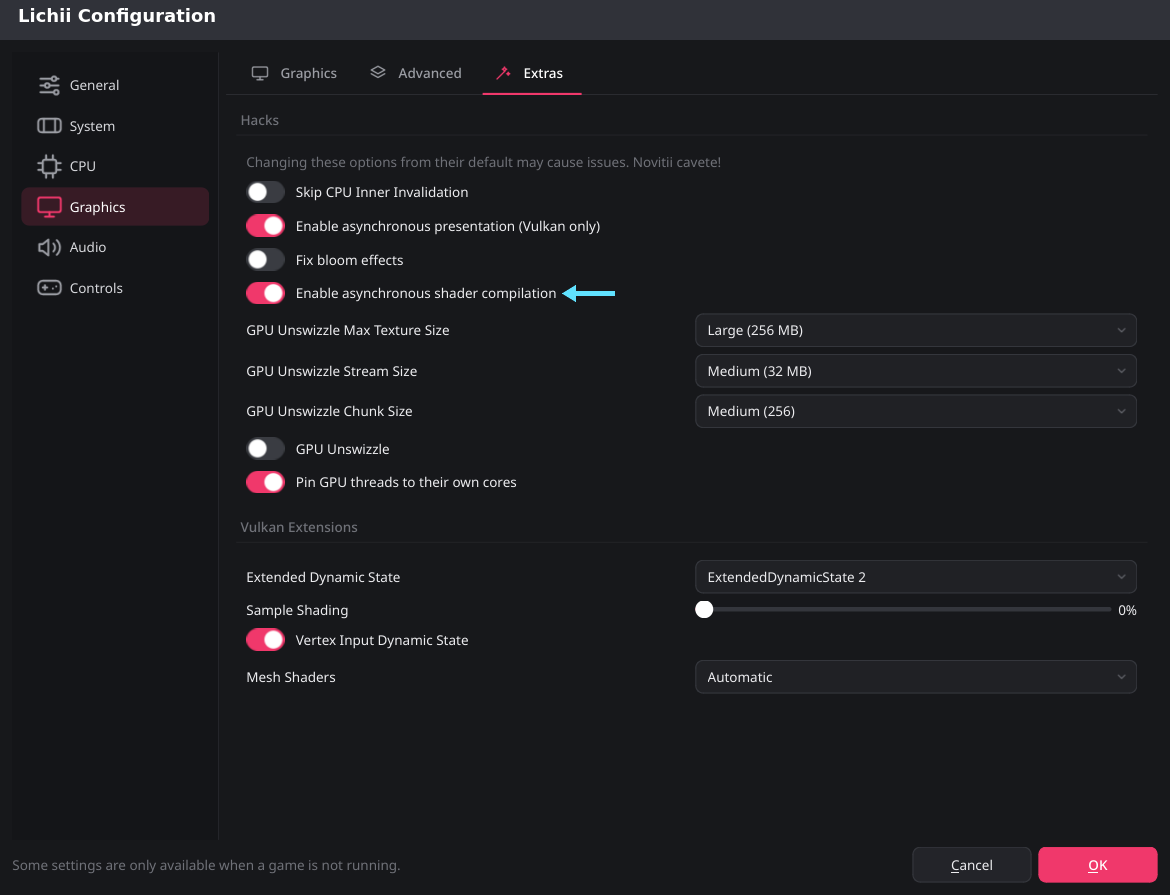 Lichii Configuration
General
System
CPU
Graphics
Audio
Controls
Graphics
Advanced
Extras
Hacks
Changing these options from their default may cause issues. Novitii cavete!
Skip CPU Inner Invalidation
Enable asynchronous presentation (Vulkan only)
Fix bloom effects
Enable asynchronous shader compilation
GPU Unswizzle Max Texture Size Large (256 MB)
GPU Unswizzle Stream Size Medium (32 MB)
GPU Unswizzle Chunk Size Medium (256)
GPU Unswizzle
Pin GPU threads to their own cores
Vulkan Extensions
Extended Dynamic State ExtendedDynamicState 2
Sample Shading 0%
Vertex Input Dynamic State
Mesh Shaders Automatic
Some settings are only available when a game is not running.
Cancel
OK